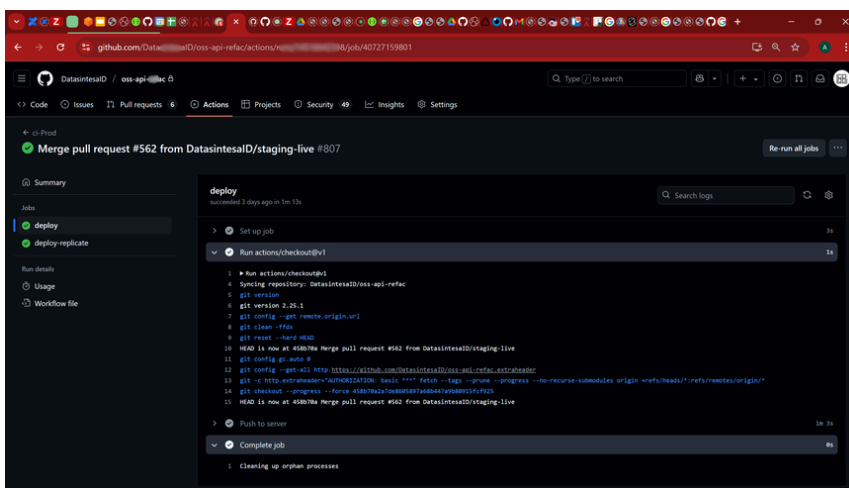 github.com/Data aID/oss-api-refac/actions/r 8/job/40727159801
DatasintesaID / oss-api- ac
Type / to search
Code
Issues
Pull requests 6
Actions
Projects
Security 49
Insights
Settings
ci-Prod
Merge pull request #562 from DatasintesaID/staging-live #807
Re-run all jobs
Summary
Jobs
deploy
deploy-replicate
Run details
Usage
Workflow file
deploy
succeeded 3 days ago in 1m 13s
Search logs
Set up job 3s
Run actions/checkout@v1 1s
1 Run actions/checkout@v1
4 Syncing repository: DatasintesaID/oss-api-refac
5 git version
6 git version 2.25.1
7 git config --get remote.origin.url
8 git clean -ffdx
9 git reset --hard HEAD
10 HEAD is now at 458b70a Merge pull request #562 from DatasintesaID/staging-live
11 git config gc.auto 0
12 git config --get-all http.https://github.com/DatasintesaID/oss-api-refac.extraheader
13 git -c http.extraheader="AUTHORIZATION: basic ***" fetch --tags --prune --progress --no-recurse-submodules origin +refs/heads/*:refs/remotes/origin/*
14 git checkout --progress --force
15 HEAD is now at 458b70a Merge pull request #562 from DatasintesaID/staging-live
Push to server 1m 3s
Complete job 0s
1 Cleaning up orphan processes